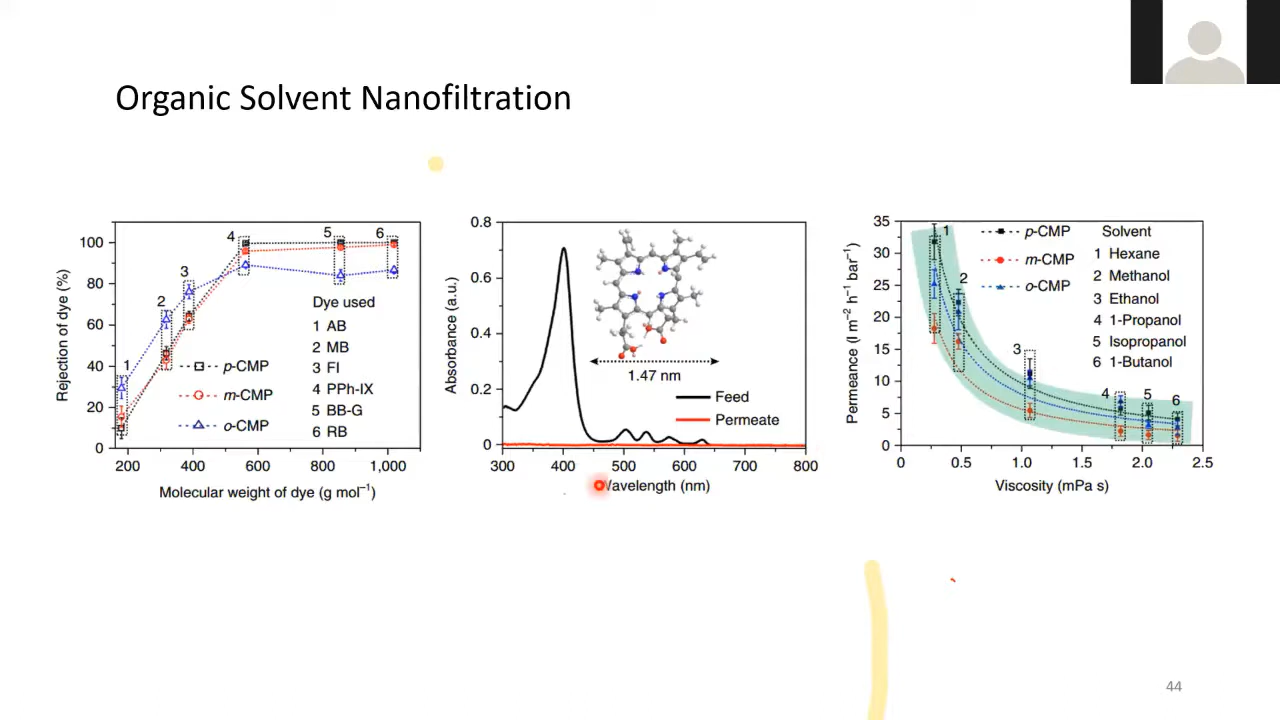 Organic Solvent Nanofiltration
Rejection of dye (%)
100
80
60
40
20
0
200
400
600
800
1,000
Molecular weight of dye (g mol⁻¹)
1
2
3
4
5
6
Dye used
1 AB
2 MB
3 FI
4 PPh-IX
5 BB-G
6 RB
p-CMP
m-CMP
o-CMP
Absorbance (a.u.)
0.8
0.6
0.4
0.2
0
300
400
500
600
700
800
Wavelength (nm)
1.47 nm
Feed
Permeate
Permeance (l m⁻² h⁻¹ bar⁻¹)
35
30
25
20
15
10
5
0
0
0.5
1.0
1.5
2.0
2.5
Viscosity (mPa s)
1
2
3
4
5
6
p-CMP
m-CMP
o-CMP
Solvent
1 Hexane
2 Methanol
3 Ethanol
4 1-Propanol
5 Isopropanol
6 1-Butanol
44